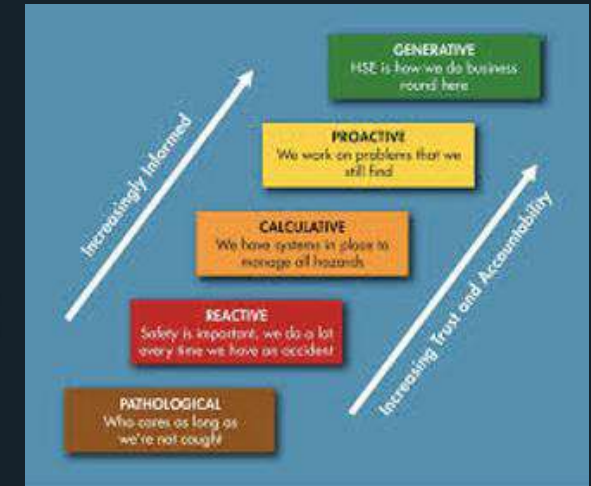 GENERATIVE
HSE is how we do business
round here
PROACTIVE
We work on problems that we
still find
Increasingly Informed
CALCULATIVE
We have systems in place to
manage all hazards
Increasing Trust and Accountability
REACTIVE
Safety is important, we do a lot
every time we have an accident
PATHOLOGICAL
Who cares as long as
we're not caught